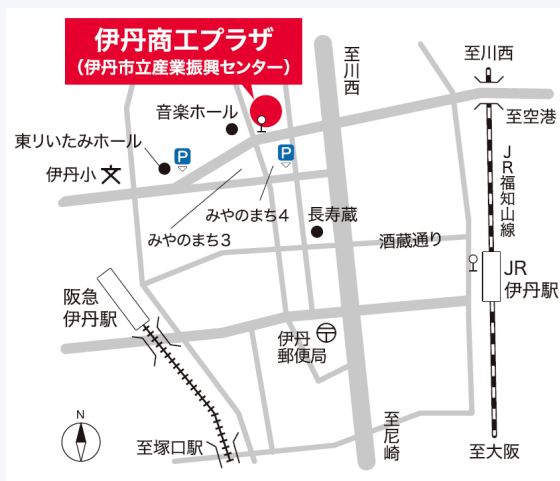 伊丹商工プラザ
（伊丹市立産業振興センター）
至川西
至川西
音楽ホール
至空港
東リいたみホール
P
P
伊丹小
文
JR福知山線
みやのまち4
みやのまち3
長寿蔵
酒蔵通り
JR
伊丹駅
阪急
伊丹駅
伊丹
郵便局
〒
N
至塚口駅
至尼崎
至大阪